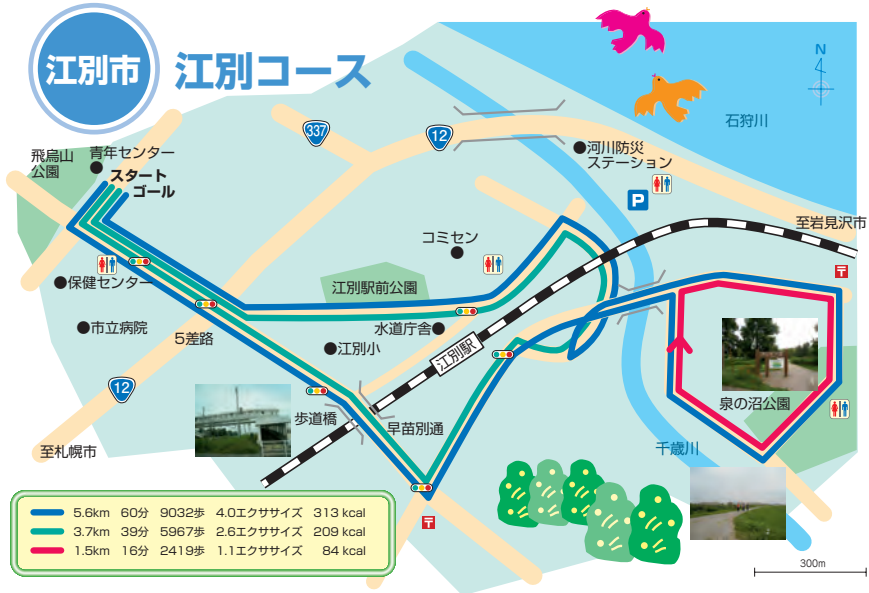 江別市
江別コース
N
石狩川
337
12
河川防災
ステーション
飛鳥山
公園
青年センター
スタート
ゴール
P
至岩見沢市
コミセン
保健センター
江別駅前公園
市立病院
水道庁舎
5差路
江別小
江別駅
12
泉の沼公園
歩道橋
早苗別通
至札幌市
千歳川
5.6km 60分 9032歩 4.0エクササイズ 313 kcal
3.7km 39分 5967歩 2.6エクササイズ 209 kcal
1.5km 16分 2419歩 1.1エクササイズ 84 kcal
〒
〒
300m